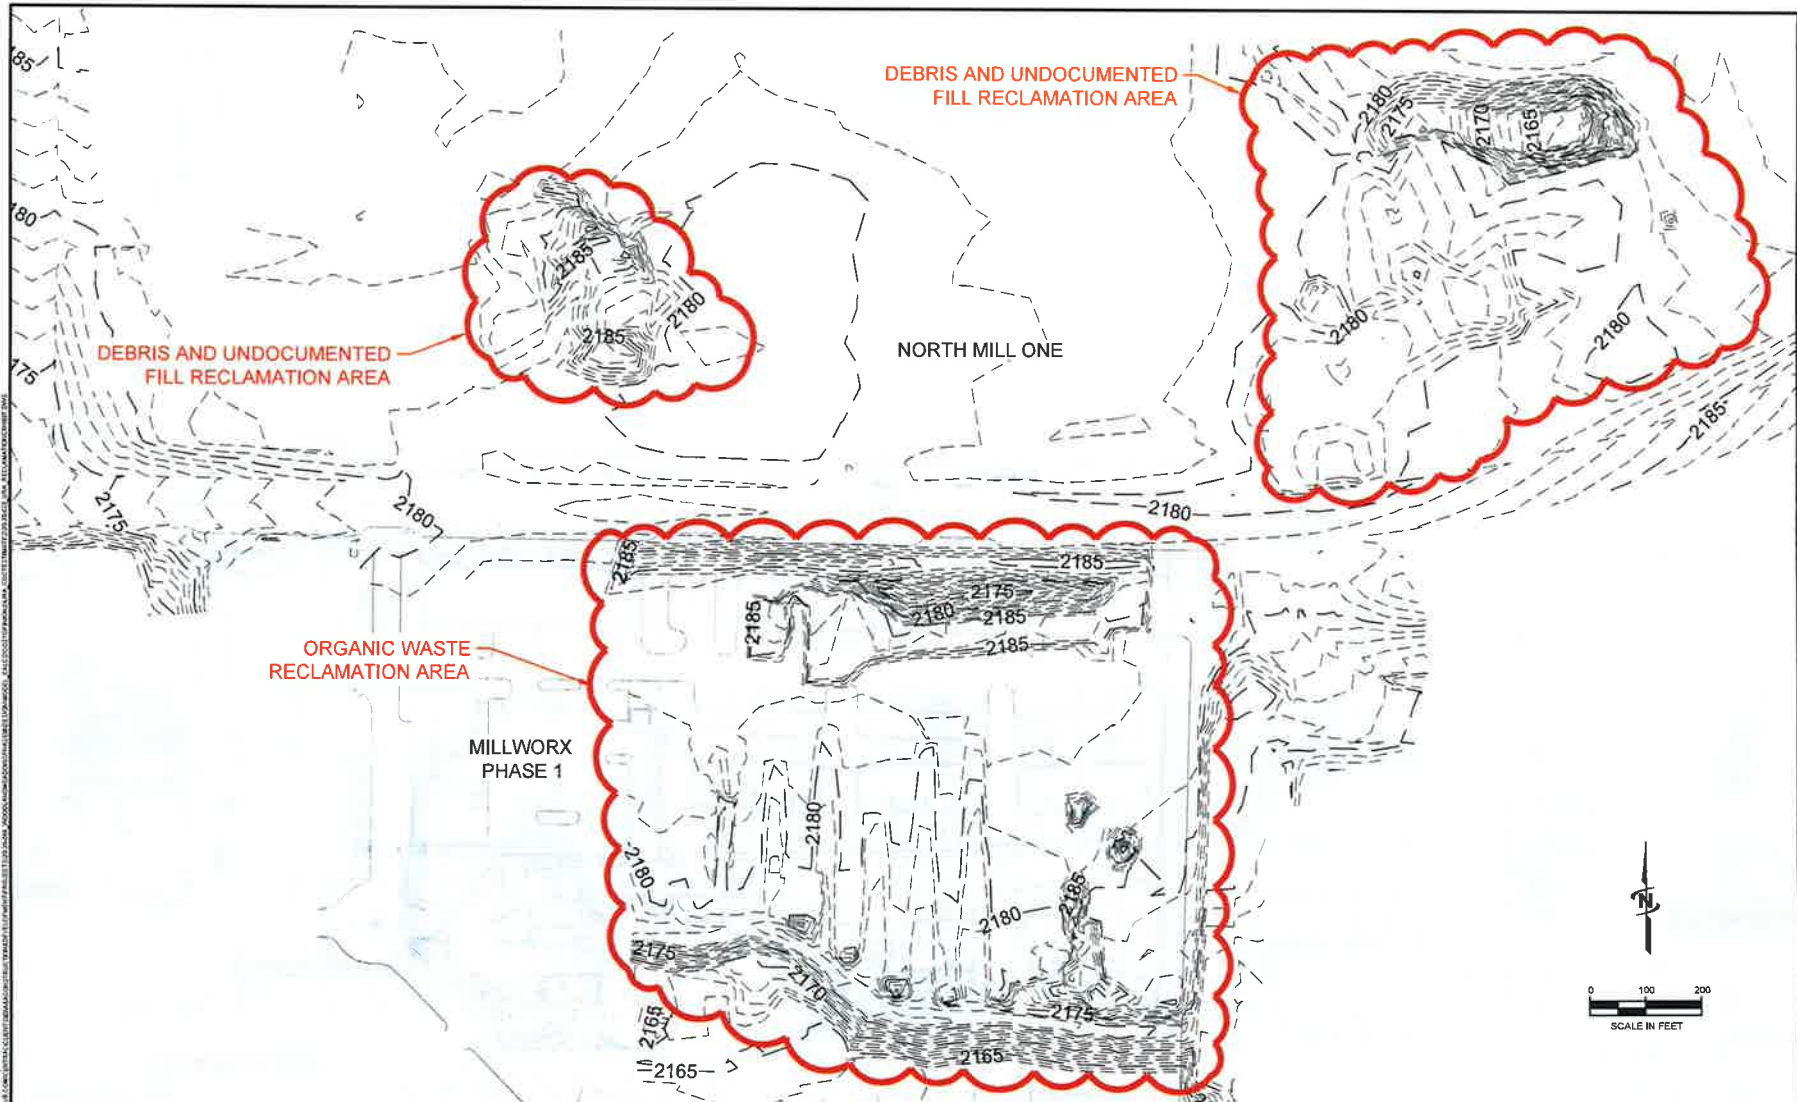 DEBRIS AND UNDOCUMENTED
FILL RECLAMATION AREA
DEBRIS AND UNDOCUMENTED
FILL RECLAMATION AREA
NORTH MILL ONE
ORGANIC WASTE
RECLAMATION AREA
MILLWORX
PHASE 1
2180
2175
2170
2165
2180
2180
2185
2185
2185
2180
2175
2180
2180
2185
2185
2175
2180
2185
2185
2185
2180
2180
2180
2185
2175
2170
2175
2165
2165
2165
N
0 100 200
SCALE IN FEET